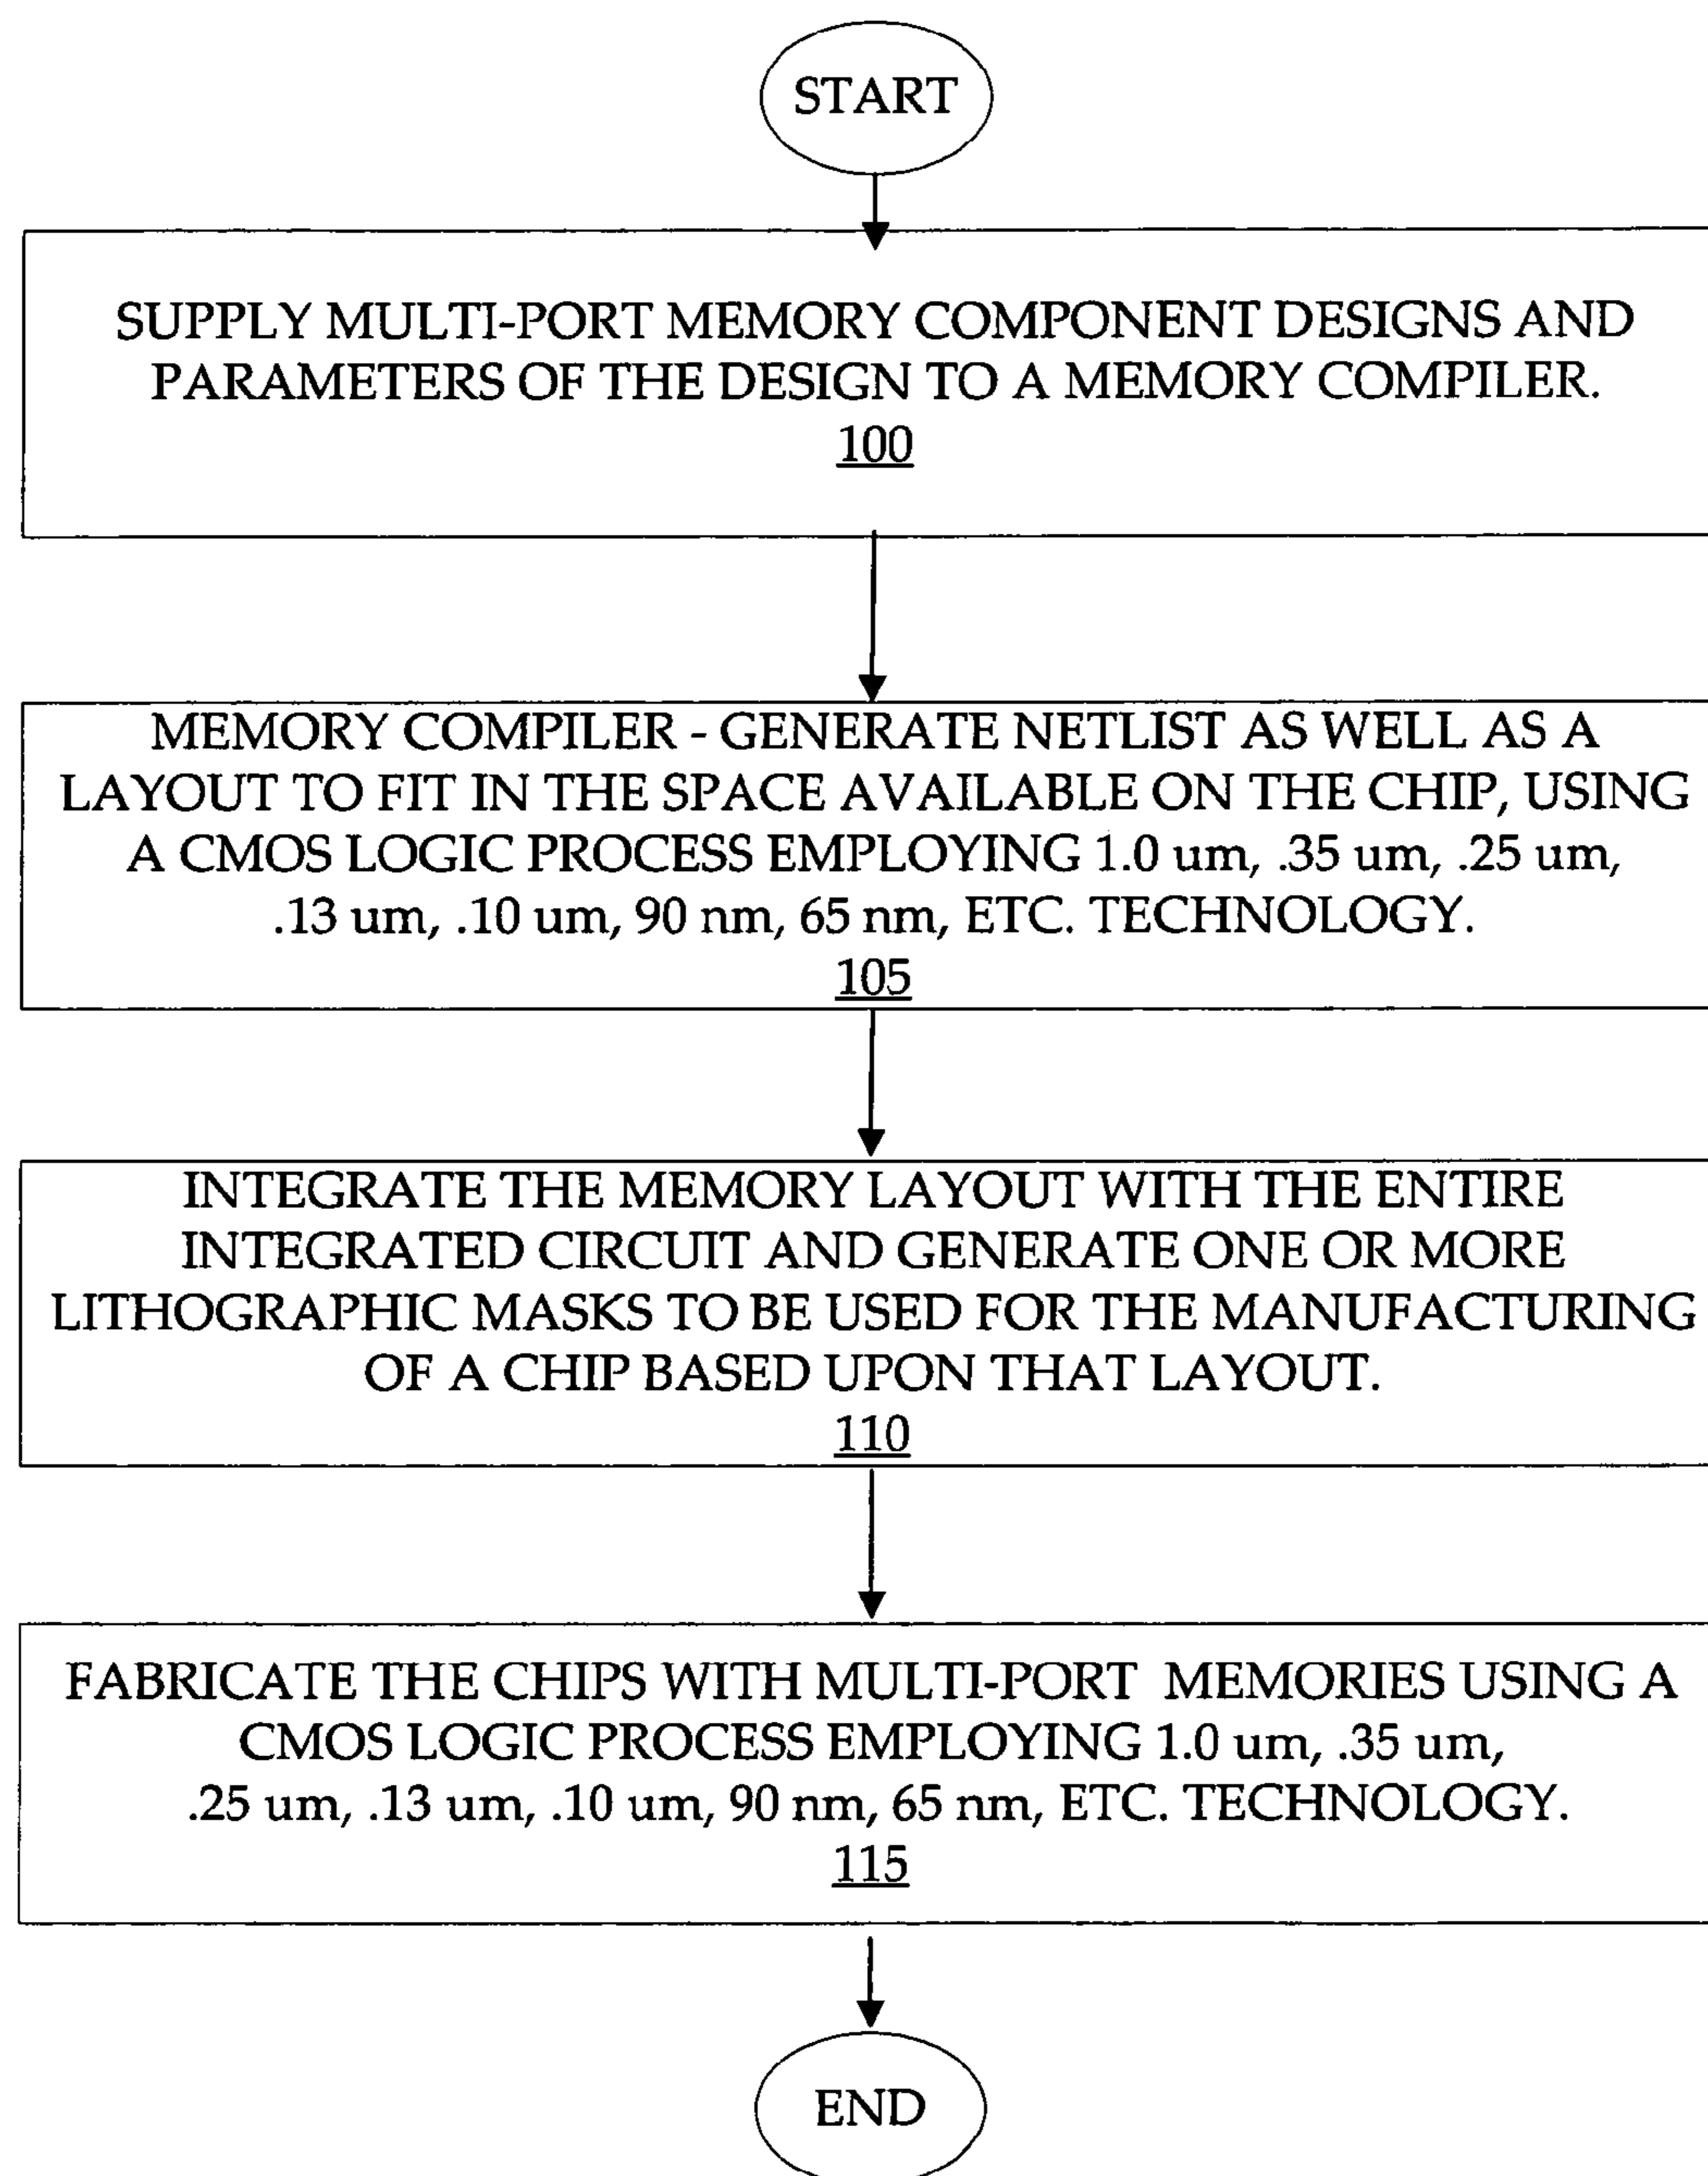 START
SUPPLY MULTI-PORT MEMORY COMPONENT DESIGNS AND
PARAMETERS OF THE DESIGN TO A MEMORY COMPILER.
100
MEMORY COMPILER - GENERATE NETLIST AS WELL AS A
LAYOUT TO FIT IN THE SPACE AVAILABLE ON THE CHIP, USING
A CMOS LOGIC PROCESS EMPLOYING 1.0 um, .35 um, .25 um,
.13 um, .10 um, 90 nm, 65 nm, ETC. TECHNOLOGY.
105
INTEGRATE THE MEMORY LAYOUT WITH THE ENTIRE
INTEGRATED CIRCUIT AND GENERATE ONE OR MORE
LITHOGRAPHIC MASKS TO BE USED FOR THE MANUFACTURING
OF A CHIP BASED UPON THAT LAYOUT.
110
FABRICATE THE CHIPS WITH MULTI-PORT MEMORIES USING A
CMOS LOGIC PROCESS EMPLOYING 1.0 um, .35 um,
.25 um, .13 um, .10 um, 90 nm, 65 nm, ETC. TECHNOLOGY.
115
END